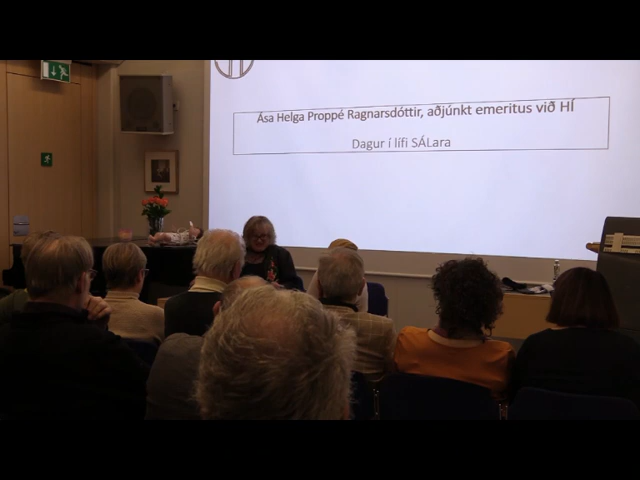 Ása Helga Proppé Ragnarsdóttir, aðjúnkt emeritus við HÍ
Dagur í lífi SÁLara